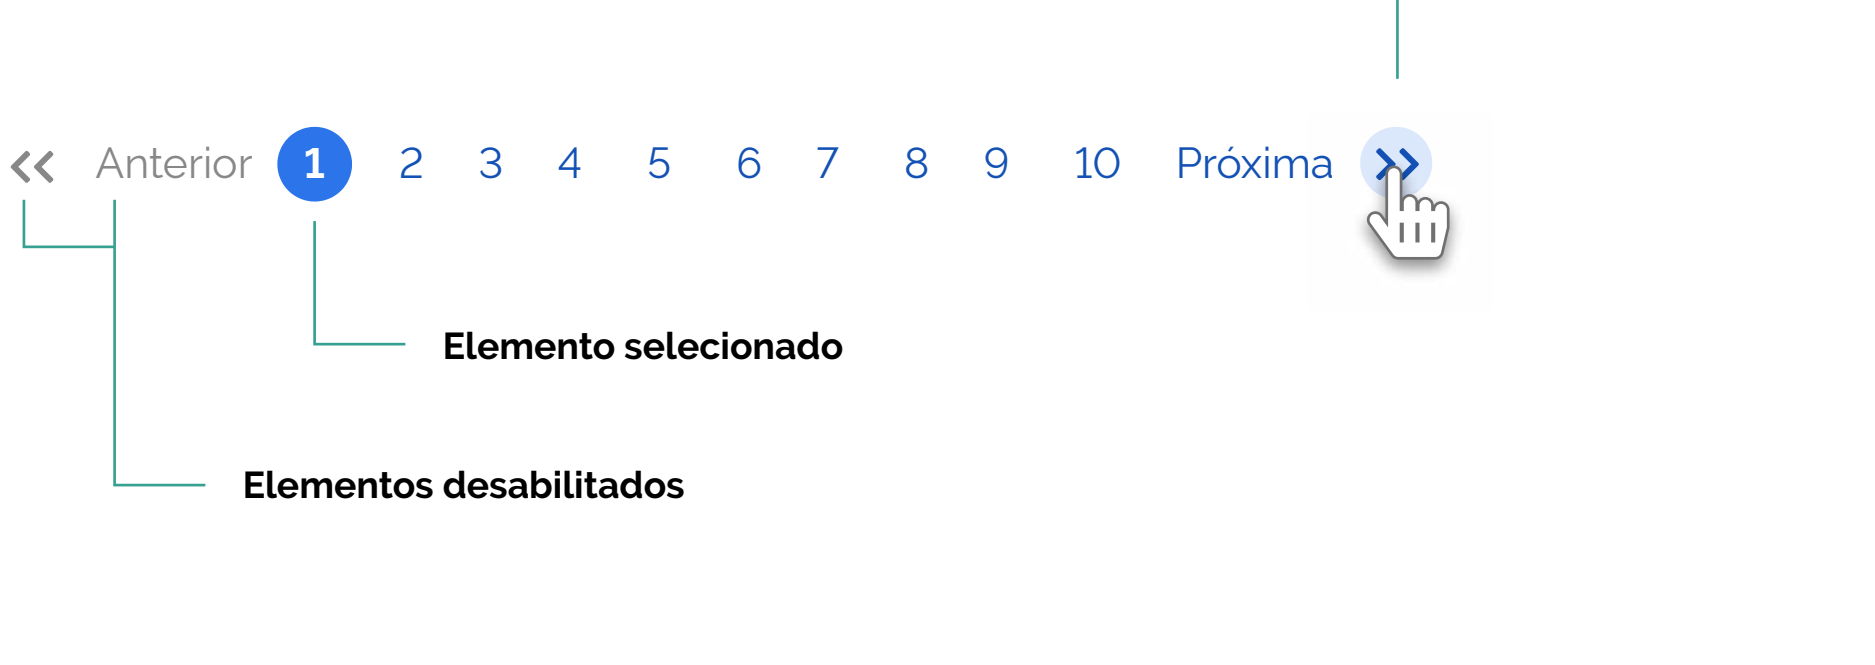 « Anterior 1 2 3 4 5 6 7 8 9 10 Próxima »
Elemento selecionado
Elementos desabilitados